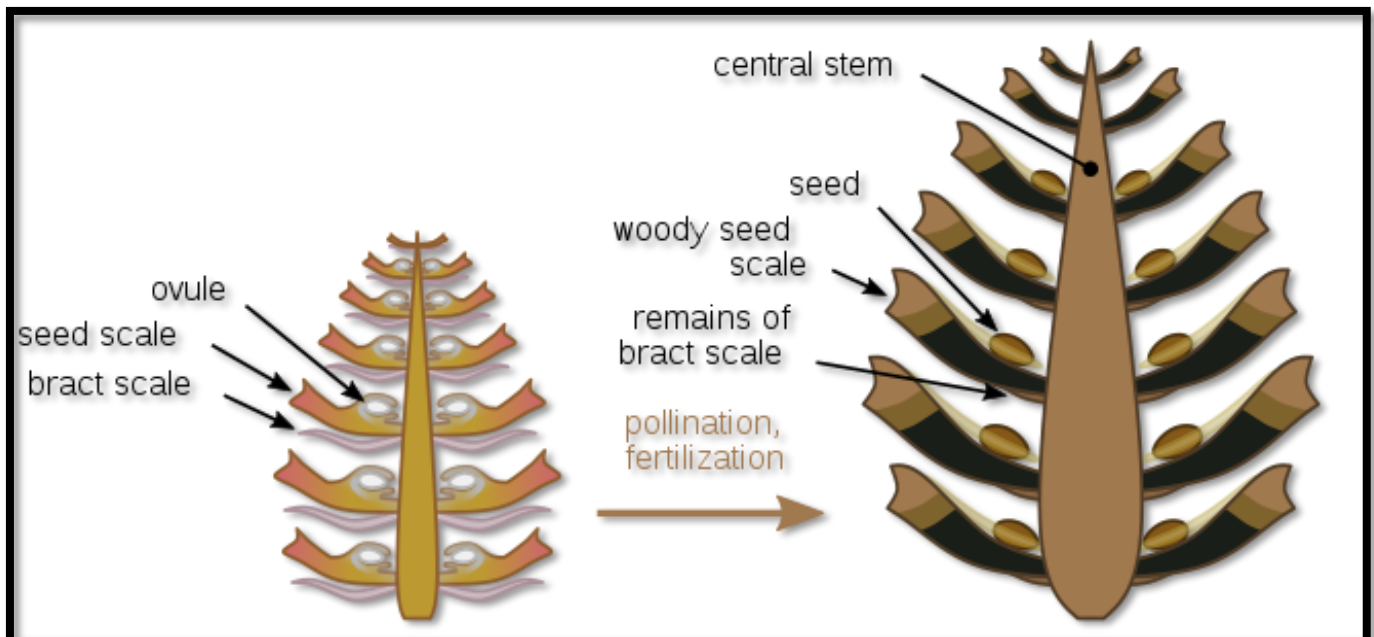 central stem
seed
woody seed
scale
remains of
bract scale
ovule
seed scale
bract scale
pollination,
fertilization